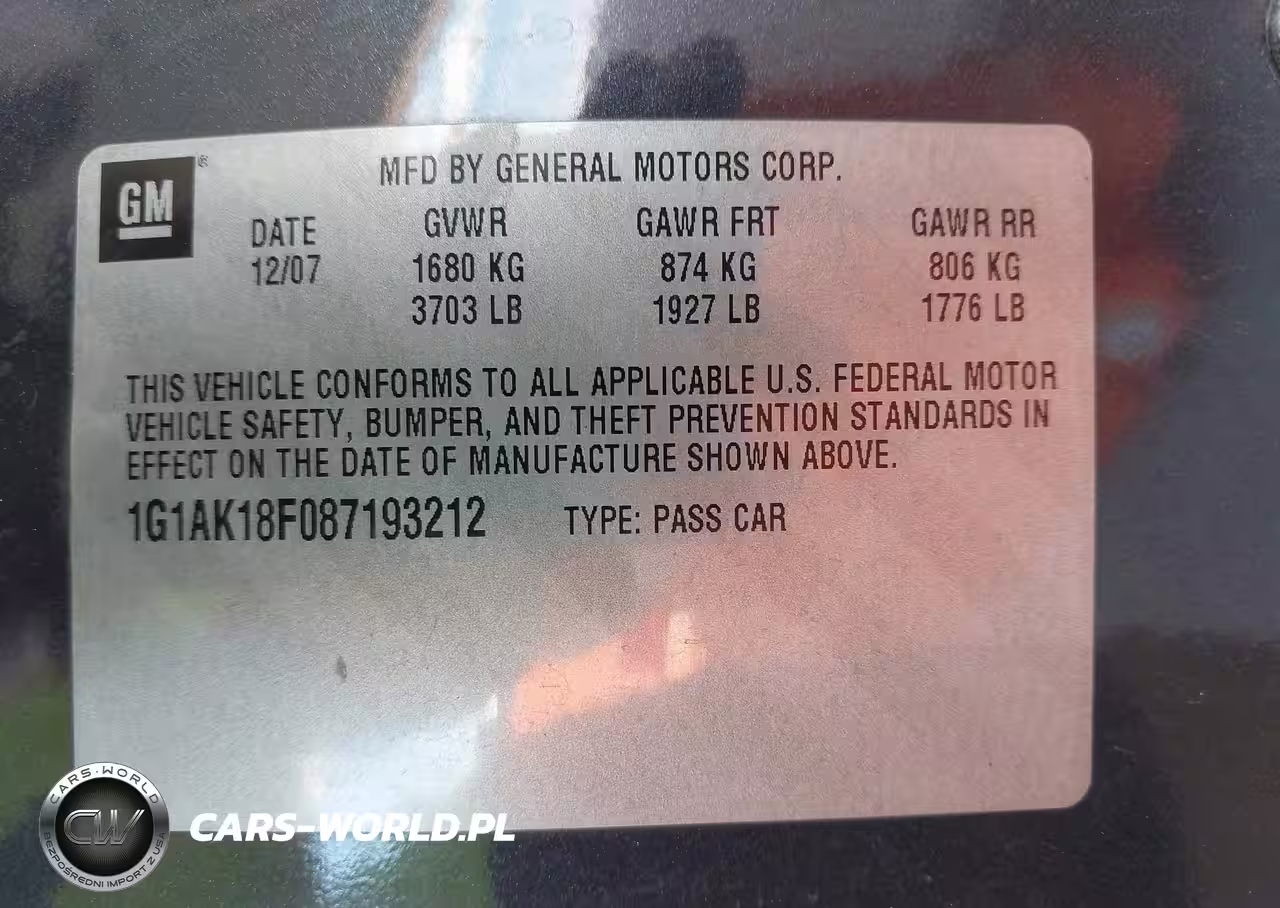 GM ®
MFD BY GENERAL MOTORS CORP.
DATE GVWR GAWR FRT GAWR RR
12/07 1680 KG 874 KG 806 KG
3703 LB 1927 LB 1776 LB
THIS VEHICLE CONFORMS TO ALL APPLICABLE U.S. FEDERAL MOTOR
VEHICLE SAFETY, BUMPER, AND THEFT PREVENTION STANDARDS IN
EFFECT ON THE DATE OF MANUFACTURE SHOWN ABOVE.
1G1AK18F087193212 TYPE: PASS CAR
CARS-WORLD
CW
BEZPOŚREDNI IMPORT Z USA
CARS-WORLD.PL